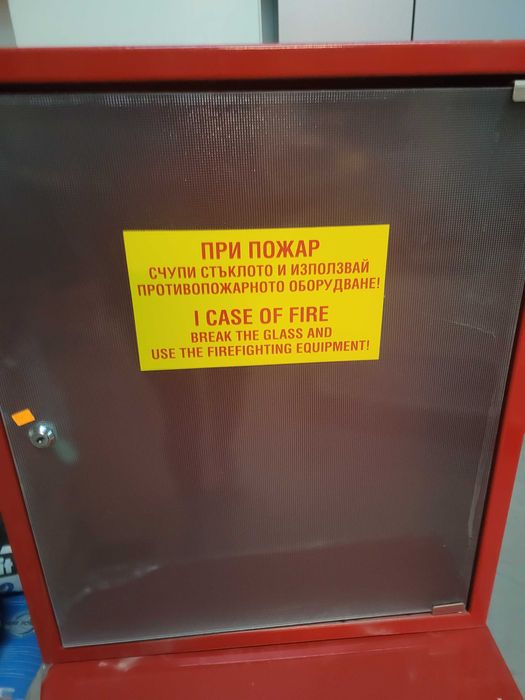 ПРИ ПОЖАР
СЧУПИ СТЪКЛОТО И ИЗПОЛЗВАЙ
ПРОТИВОПОЖАРНОТО ОБОРУДВАНЕ!
I CASE OF FIRE
BREAK THE GLASS AND
USE THE FIREFIGHTING EQUIPMENT!